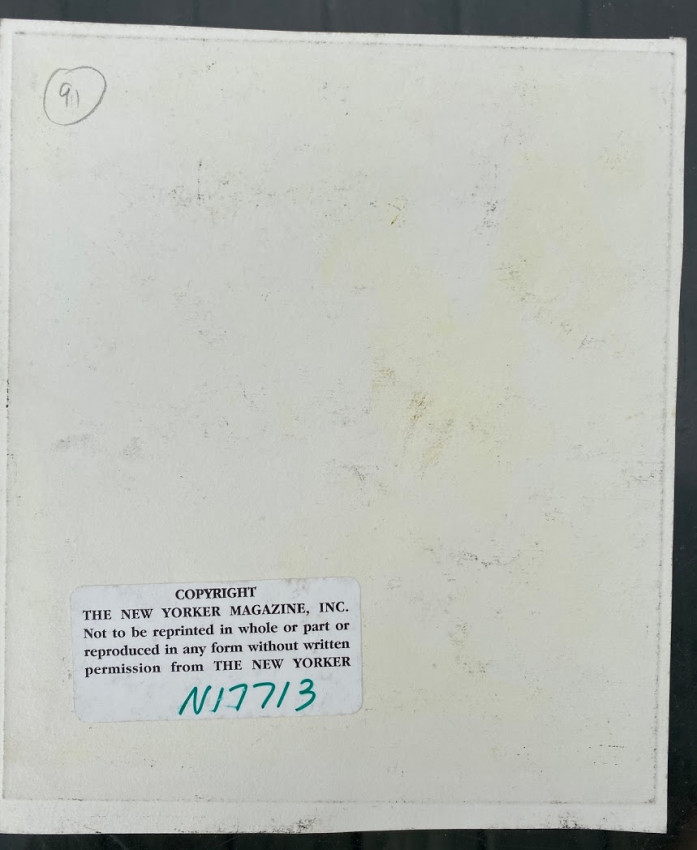 COPYRIGHT
THE NEW YORKER MAGAZINE, INC.
Not to be reprinted in whole or part or
reproduced in any form without written
permission from THE NEW YORKER
N17713